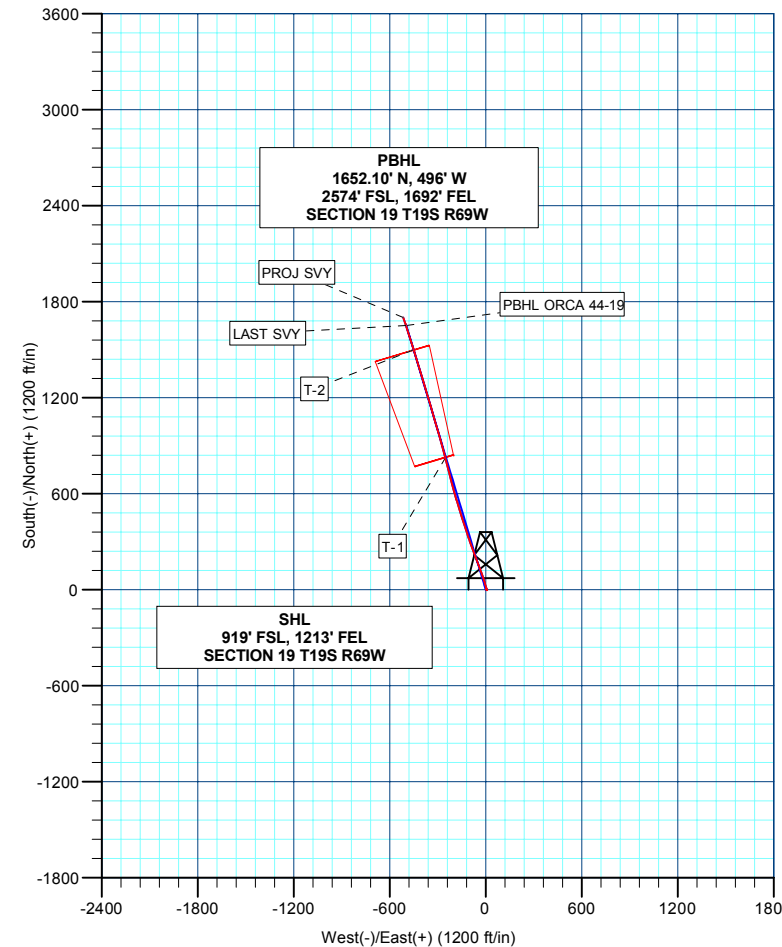 3600
3000
2400
1800
1200
600
0
-600
-1200
-1800
South(-)/North(+) (1200 ft/in)
PBHL
1652.10' N, 496' W
2574' FSL, 1692' FEL
SECTION 19 T19S R69W
PROJ SVY
PBHL ORCA 44-19
LAST SVY
T-2
T-1
SHL
919' FSL, 1213' FEL
SECTION 19 T19S R69W
-2400 -1800 -1200 -600 0 600 1200 180
West(-)/East(+) (1200 ft/in)